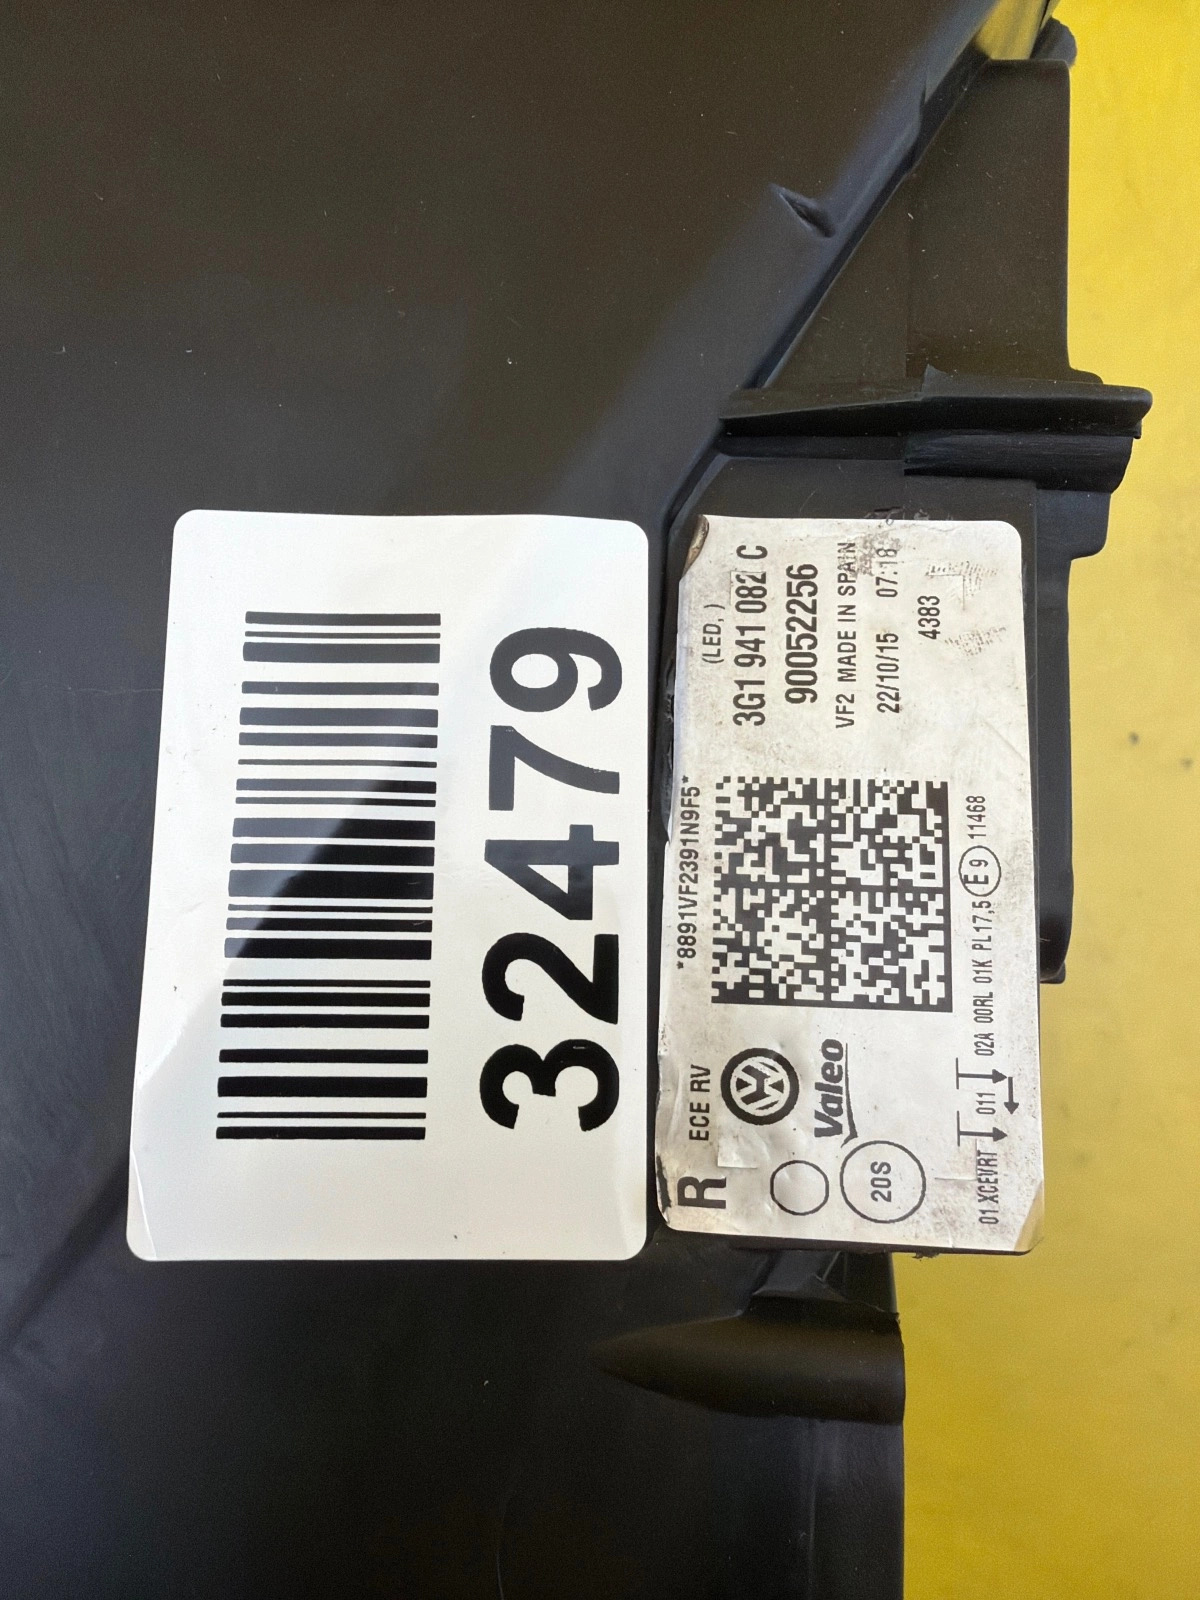 32479
(LED, )
3G1 941 082 C
90052256
VF2 MADE IN SPAIN
22/10/15 07:18
4383
*8891VF2391N9F5*
R
ECE RV
Valeo
20S
01 XCEVRT 011 02A 00RL 01K PL17,5 E 9 11468